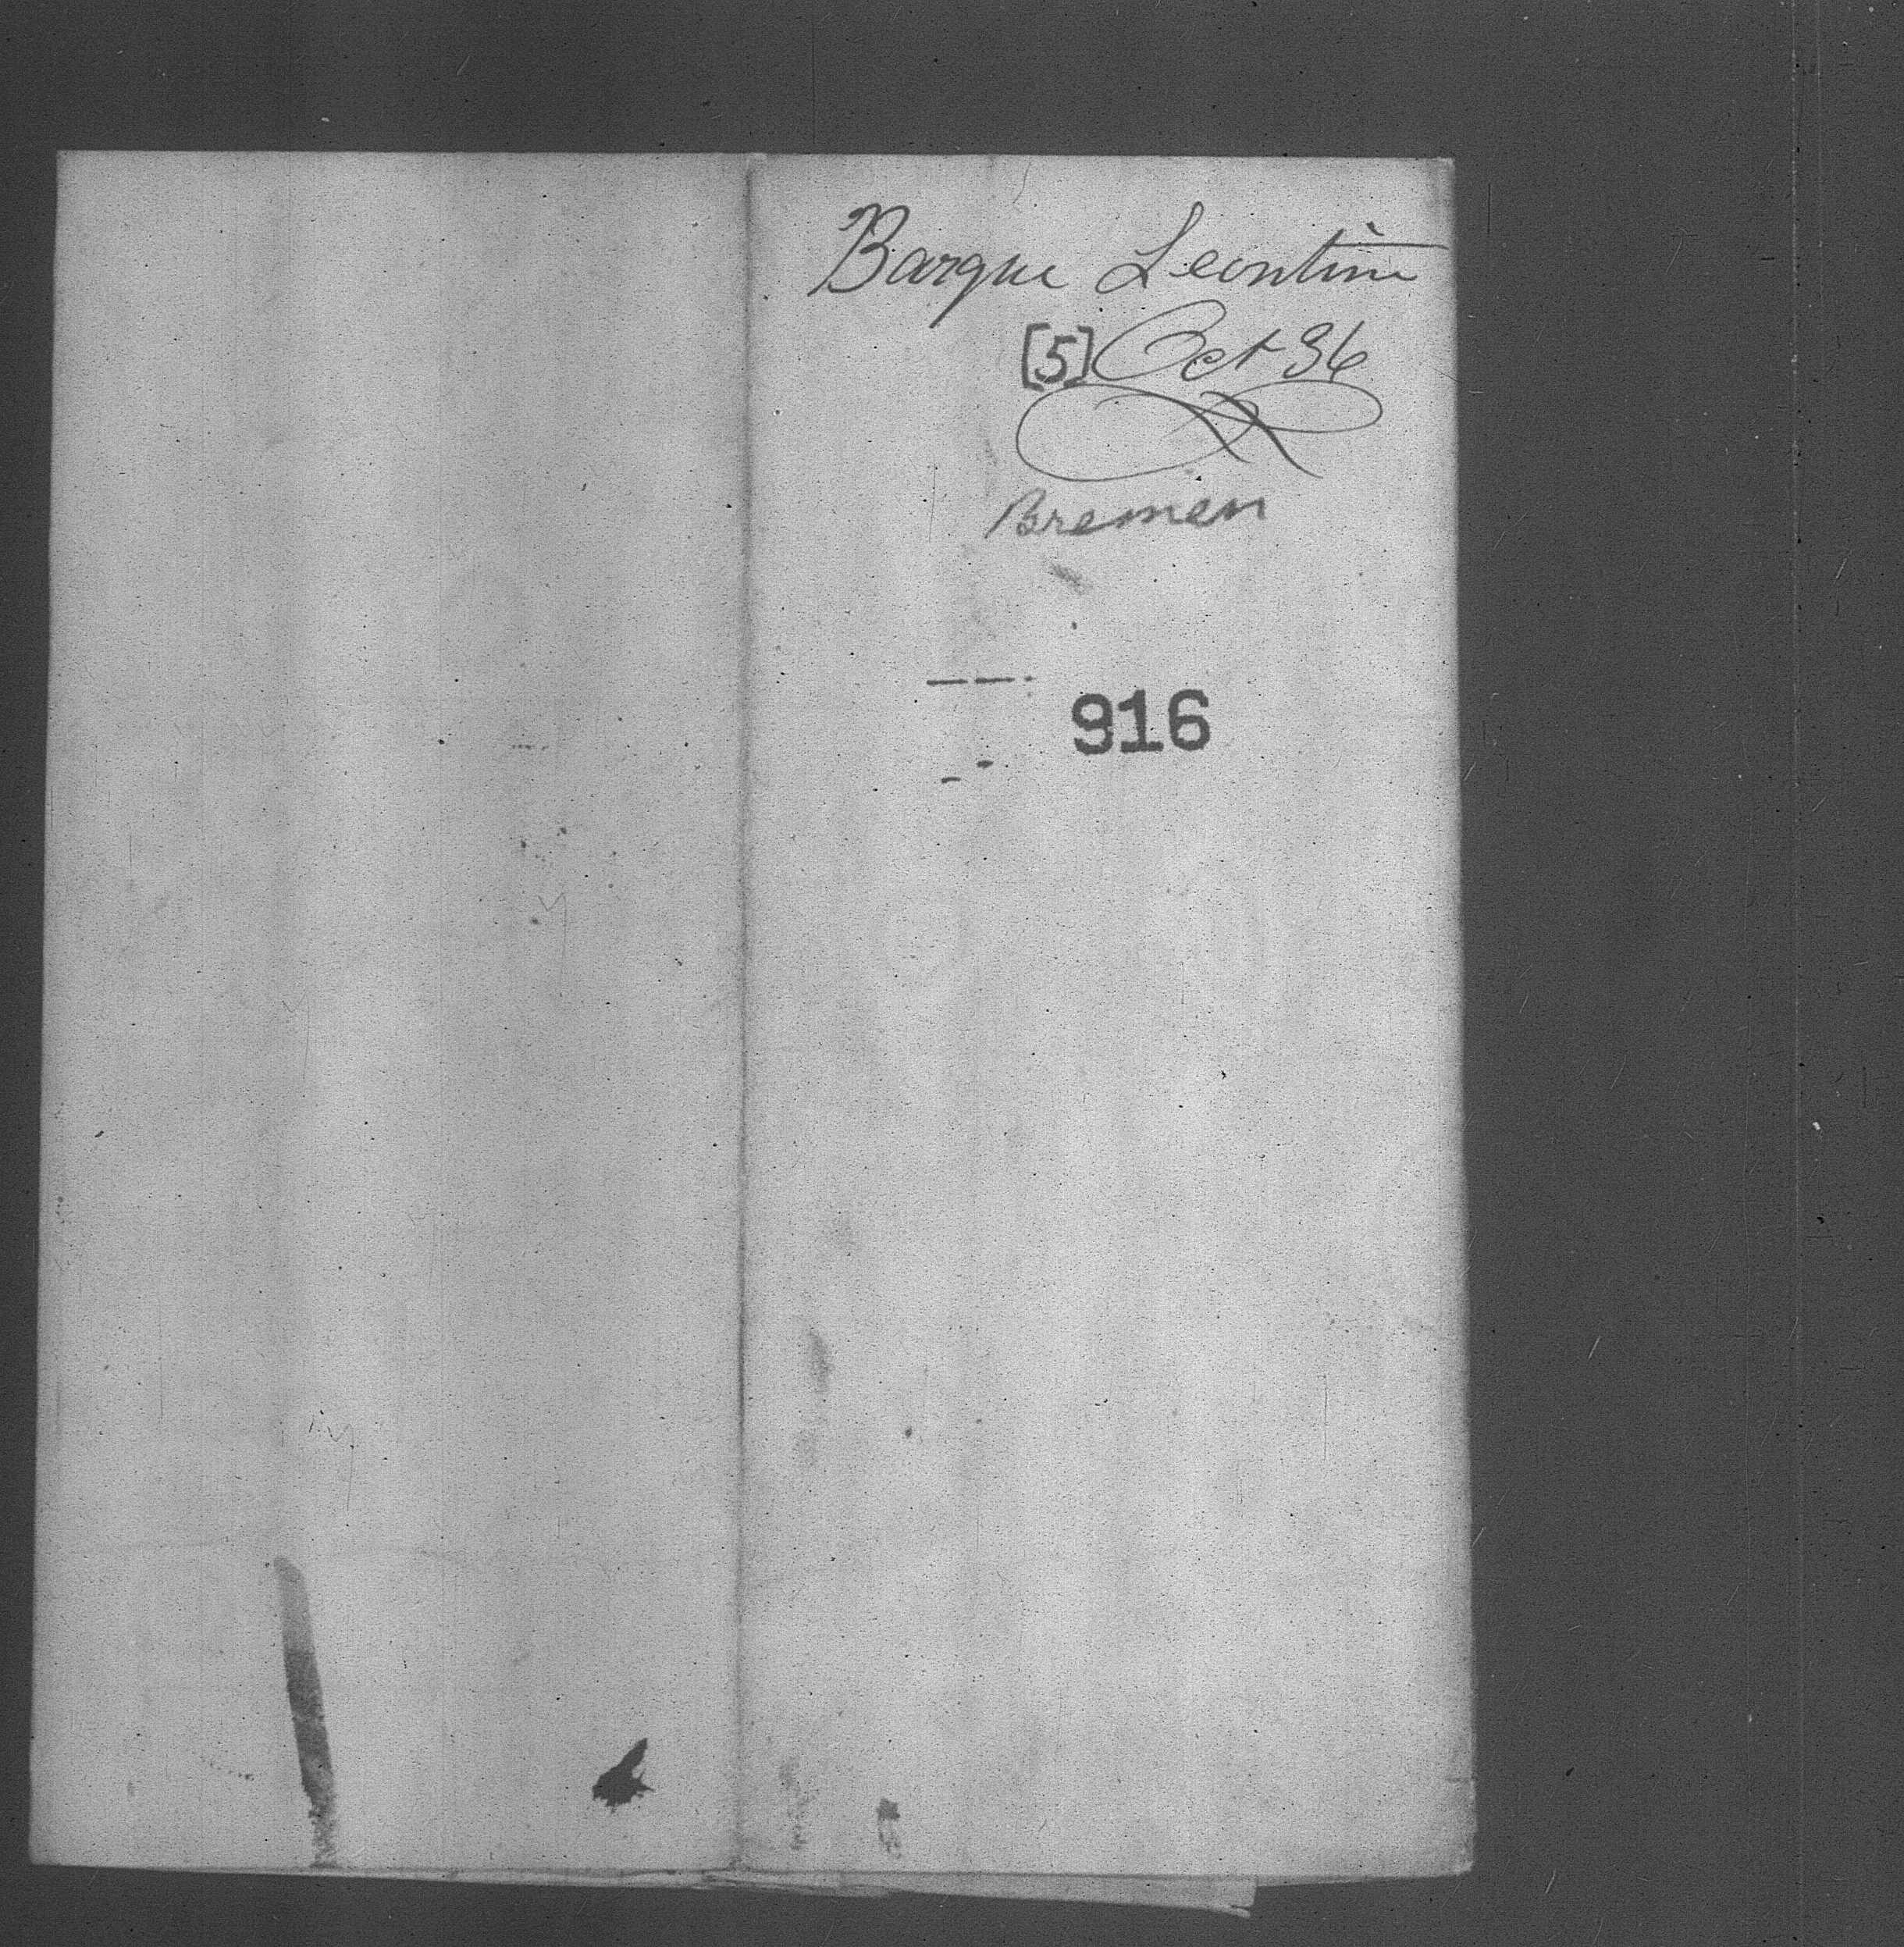 Barque Leontine
[5] Oct 36
Bremen
916